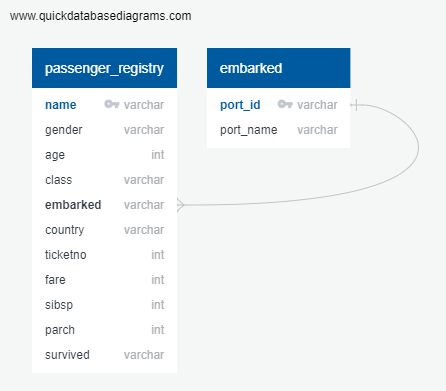 www.quickdatabasediagrams.com
passenger_registry
name varchar
gender varchar
age int
class varchar
embarked varchar
country varchar
ticketno int
fare int
sibsp int
parch int
survived varchar
embarked
port_id varchar
port_name varchar